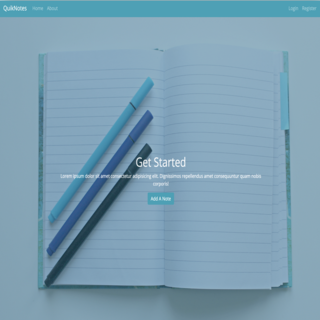 QuikNotes Home About Login Register
Get Started
Lorem ipsum dolor sit amet consectetur adipisicing elit. Dignissimos repellendus amet consequuntur quam nobis
corporis!
Add A Note